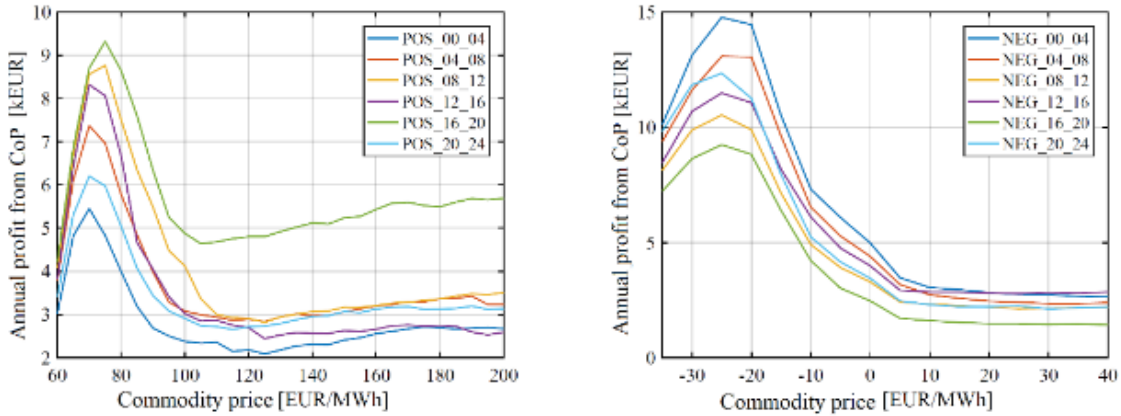 Annual profit from CoP [kEUR]
10
9
8
7
6
5
4
3
2
60 80 100 120 140 160 180 200
Commodity price [EUR/MWh]
POS_00_04
POS_04_08
POS_08_12
POS_12_16
POS_16_20
POS_20_24
Annual profit from CoP [kEUR]
15
10
5
0
-30 -20 -10 0 10 20 30 40
Commodity price [EUR/MWh]
NEG_00_04
NEG_04_08
NEG_08_12
NEG_12_16
NEG_16_20
NEG_20_24